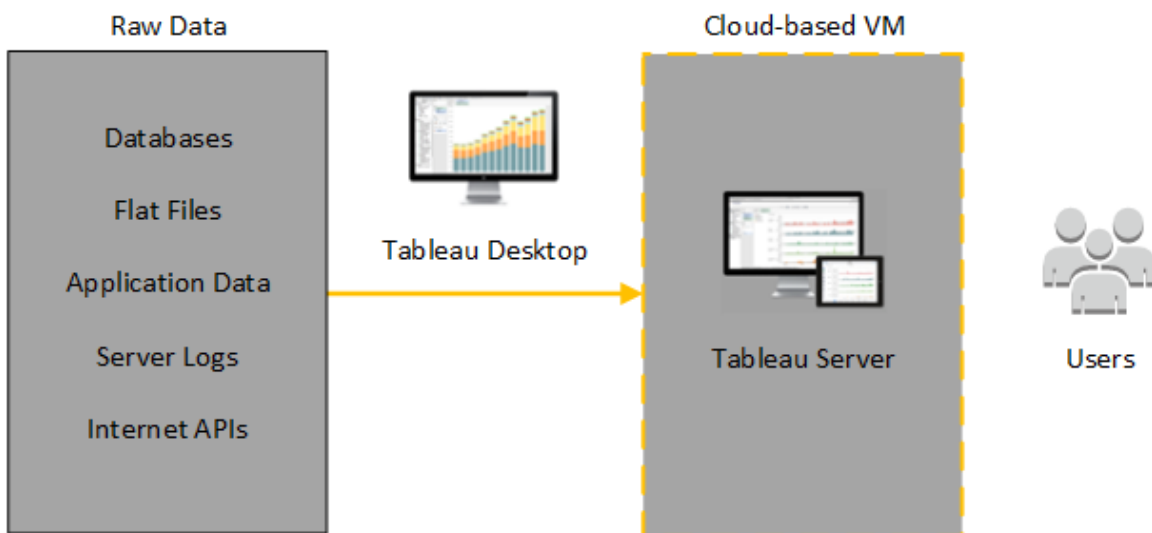 Raw Data
Databases
Flat Files
Application Data
Server Logs
Internet APIs
Tableau Desktop
Cloud-based VM
Tableau Server
Users